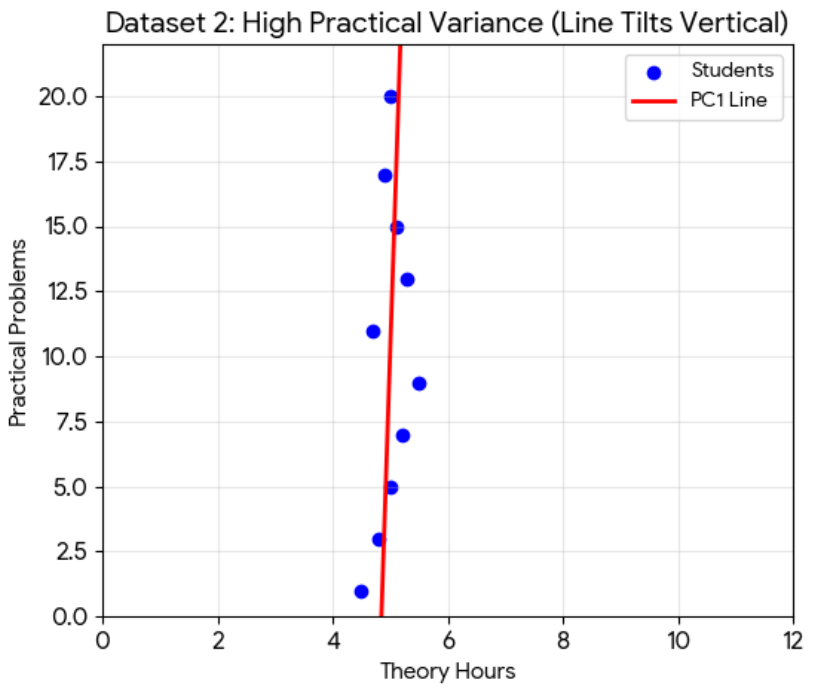 Dataset 2: High Practical Variance (Line Tilts Vertical)
Students
PC1 Line
20.0
17.5
15.0
12.5
10.0
7.5
5.0
2.5
0.0
Practical Problems
0 2 4 6 8 10 12
Theory Hours